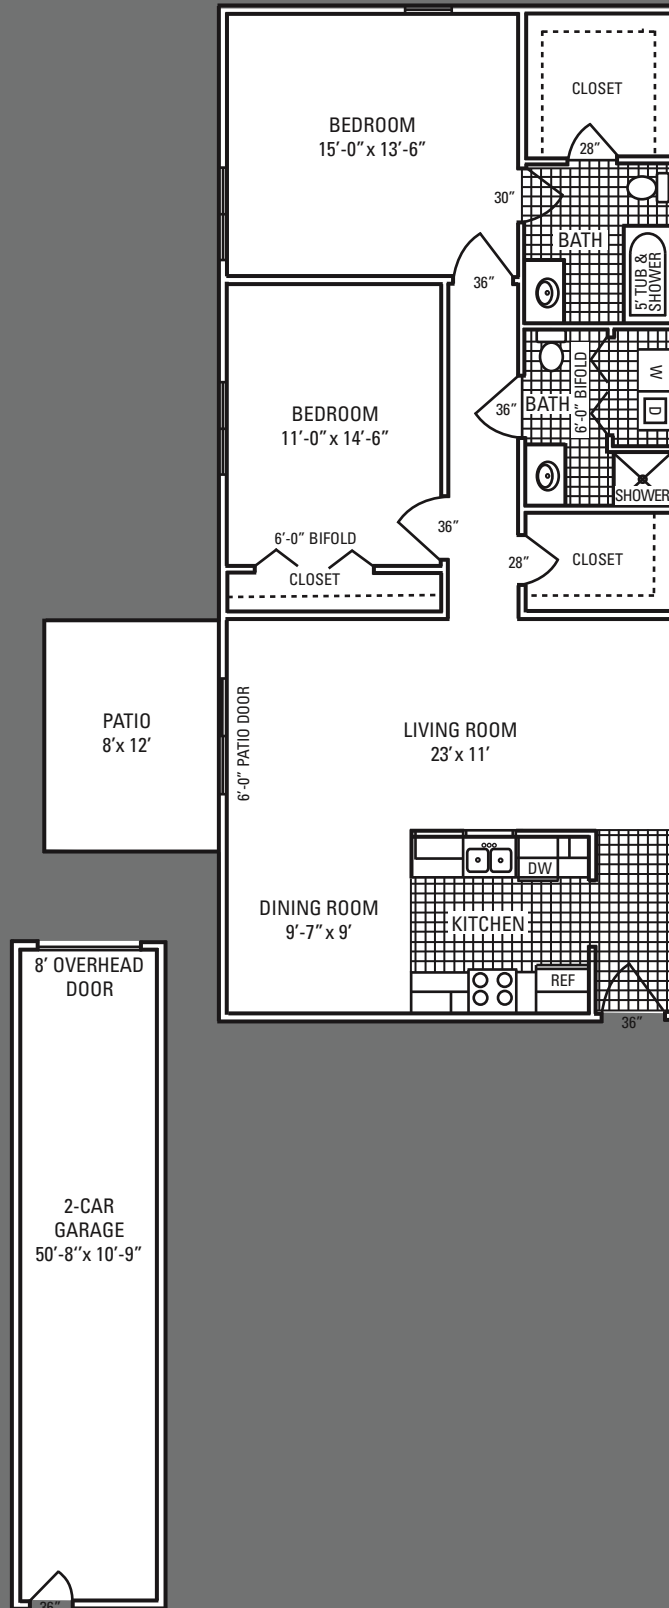 CLOSET
BEDROOM
15'-0" x 13'-6"
28"
30"
BATH
5' TUB &
SHOWER
36"
W
6'-0" BIFOLD
BEDROOM
11'-0" x 14'-6"
36"
BATH
D
SHOWER
36"
6'-0" BIFOLD
28"
CLOSET
CLOSET
PATIO
8' x 12'
6'-0" PATIO DOOR
LIVING ROOM
23' x 11'
DW
DINING ROOM
9'-7" x 9'
KITCHEN
REF
36"
8' OVERHEAD
DOOR
2-CAR
GARAGE
50'-8'' x 10'-9"
36"